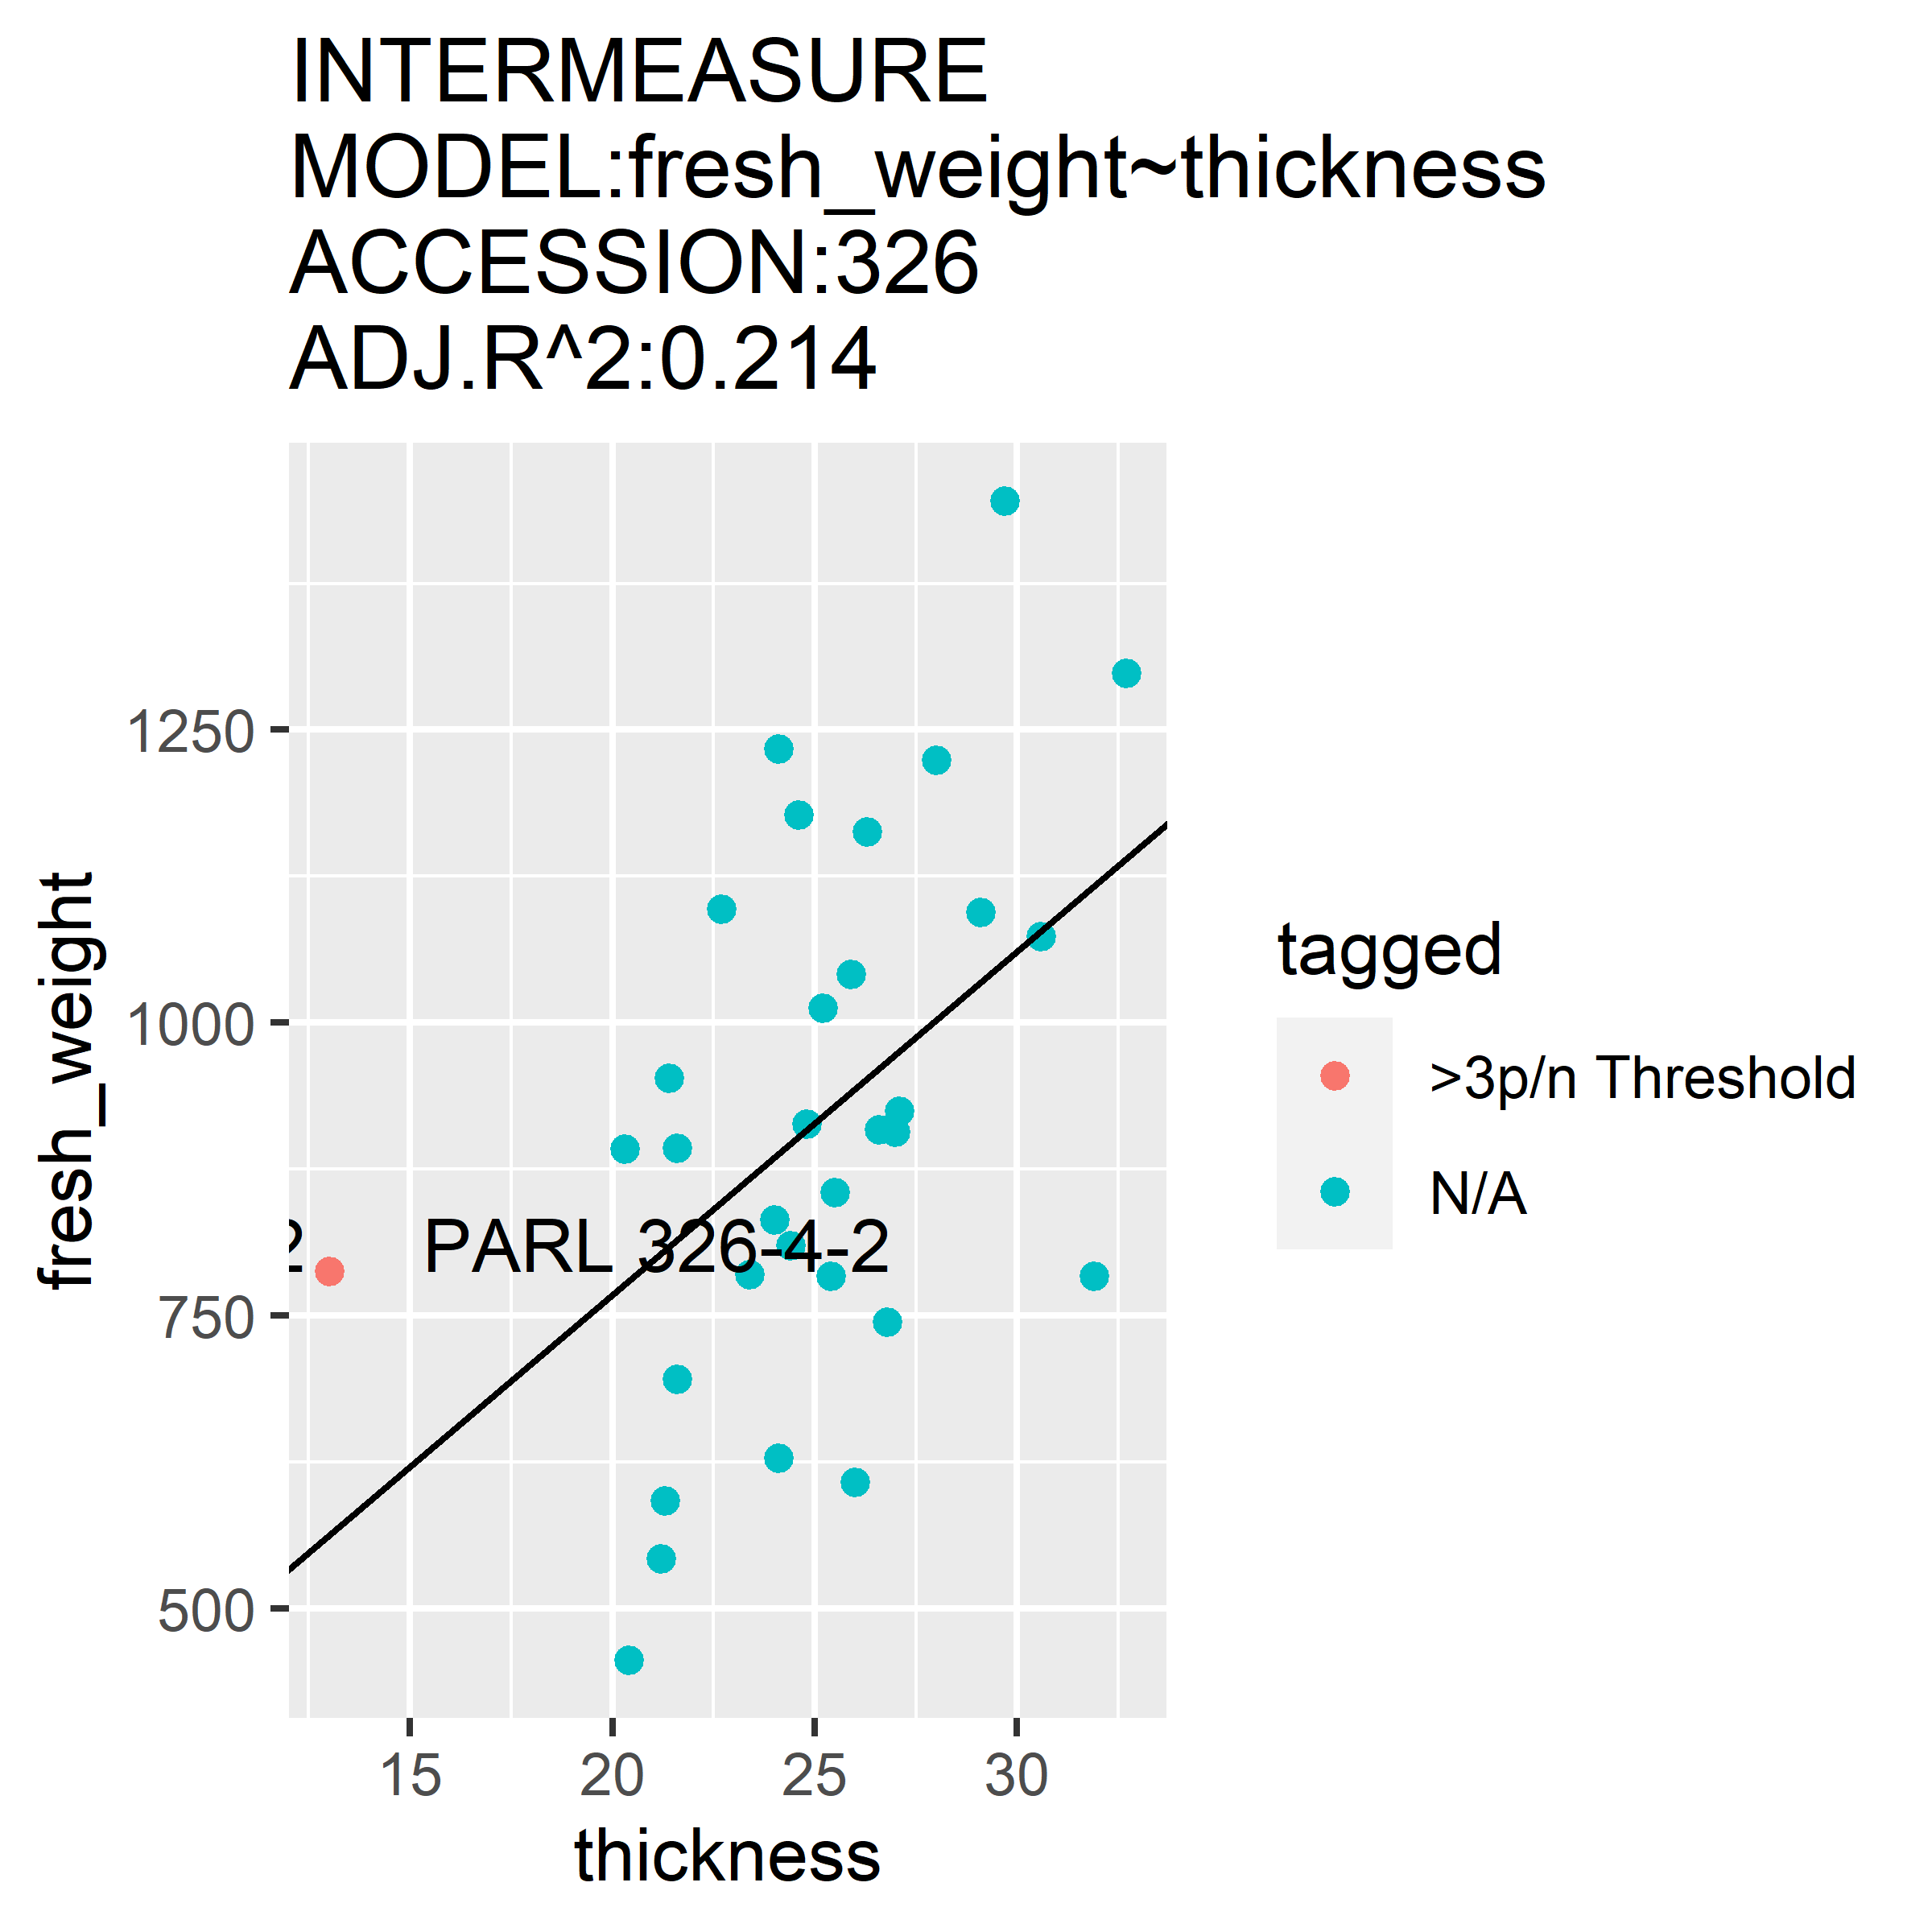 INTERMEASURE
MODEL:fresh_weight~thickness
ACCESSION:326
ADJ.R^2:0.214
fresh_weight
1250
1000
750
500
2
PARL 326-4-2
15 20 25 30
thickness
tagged
>3p/n Threshold
N/A